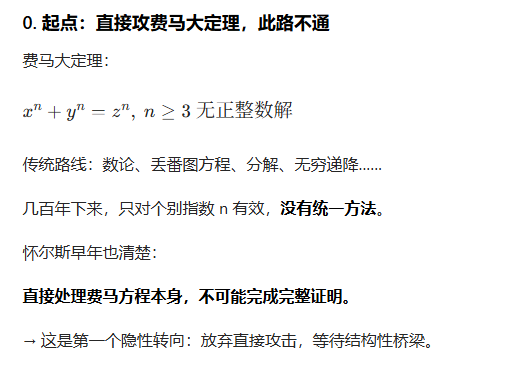 0. 起点：直接攻费马大定理，此路不通
费马大定理：
xⁿ + yⁿ = zⁿ, n ≥ 3 无正整数解
传统路线：数论、丢番图方程、分解、无穷递降......
几百年下来，只对个别指数 n 有效，没有统一方法。
怀尔斯早年也清楚：
直接处理费马方程本身，不可能完成完整证明。
→ 这是第一个隐性转向：放弃直接攻击，等待结构性桥梁。